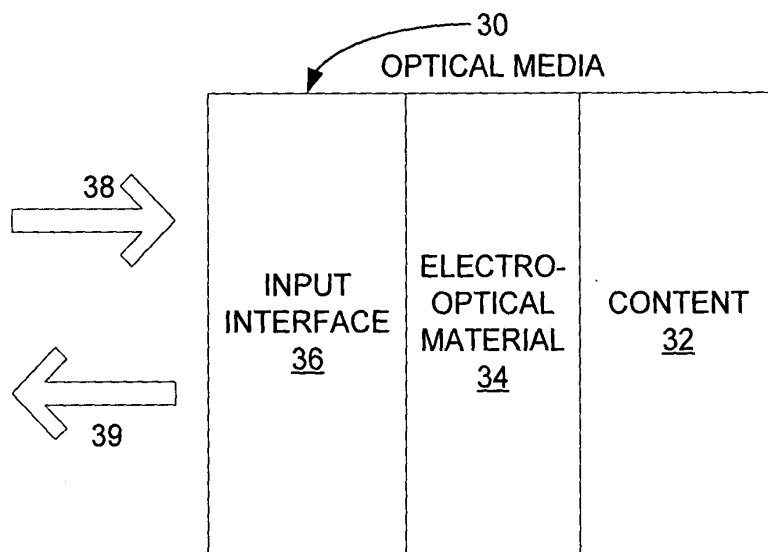 30
OPTICAL MEDIA
38
39
INPUT
INTERFACE
36
ELECTRO-
OPTICAL
MATERIAL
34
CONTENT
32